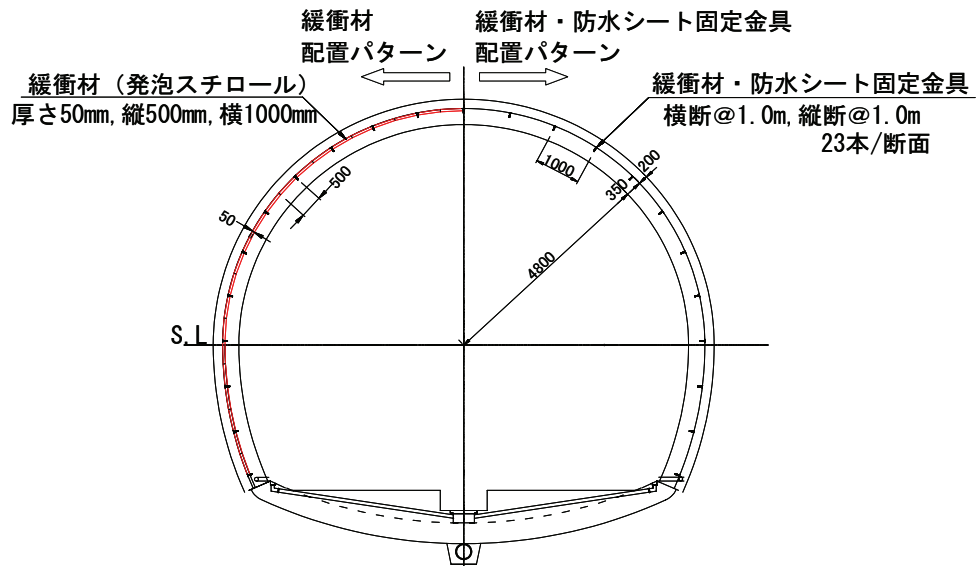 緩衝材
配置パターン
緩衝材・防水シート固定金具
配置パターン
緩衝材（発泡スチロール）
厚さ50mm, 縦500mm, 横1000mm
緩衝材・防水シート固定金具
横断@1.0m, 縦断@1.0m
23本/断面
1000
200
350
500
50
4800
S.L